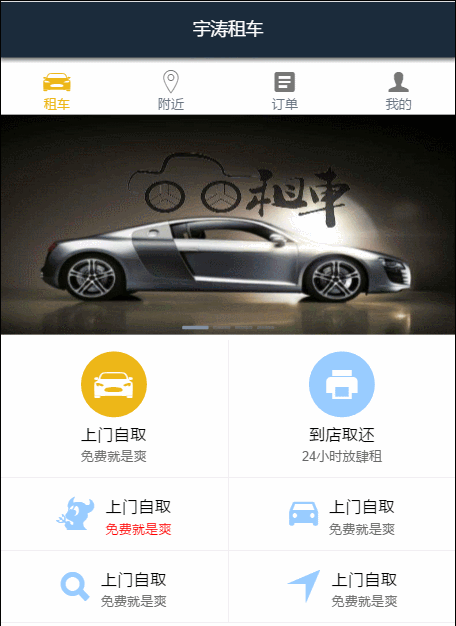 宇涛租车
租车
附近
订单
我的
租車
上门自取
免费就是爽
到店取还
24小时放肆租
上门自取
免费就是爽
上门自取
免费就是爽
上门自取
免费就是爽
上门自取
免费就是爽